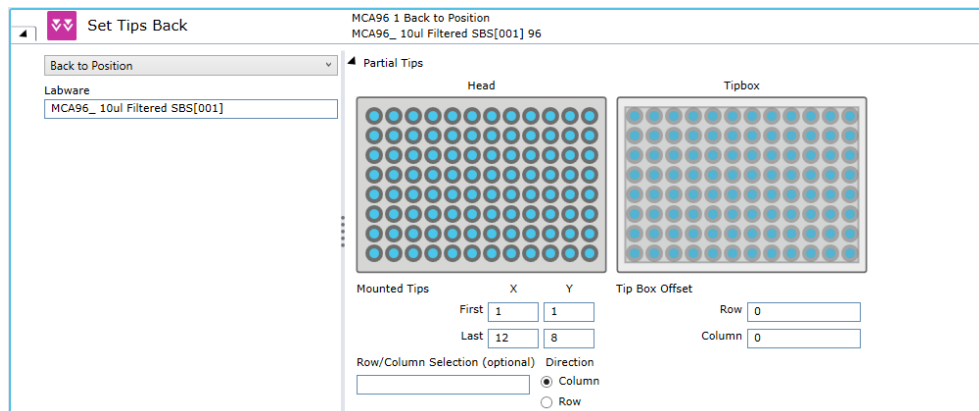 Set Tips Back
MCA96 1 Back to Position
MCA96_ 10ul Filtered SBS[001] 96
Back to Position
Labware
MCA96_ 10ul Filtered SBS[001]
Partial Tips
Head
Tipbox
Mounted Tips X Y
First 1 1
Last 12 8
Tip Box Offset
Row 0
Column 0
Row/Column Selection (optional)
Direction
Column
Row